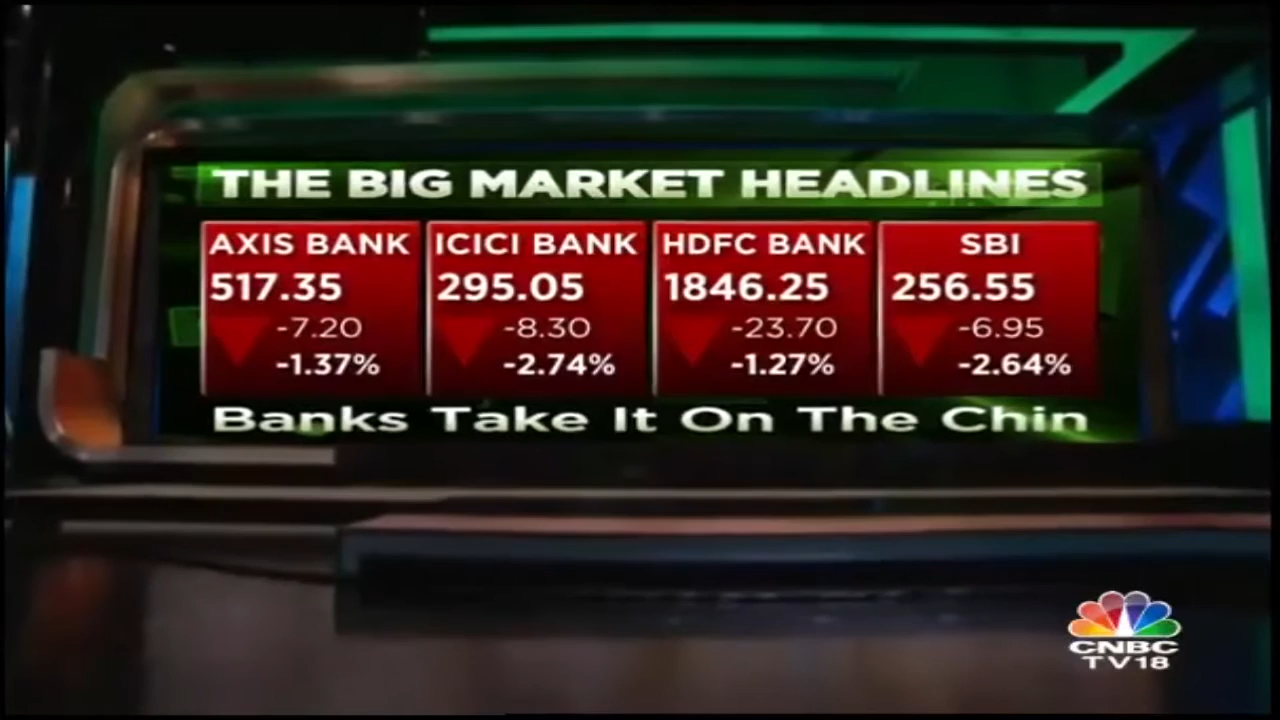 THE BIG MARKET HEADLINES
AXIS BANK ICICI BANK HDFC BANK SBI
517.35 295.05 1846.25 256.55
-7.20 -8.30 -23.70 -6.95
-1.37% -2.74% -1.27% -2.64%
Banks Take It On The Chin
CNBC
TV18